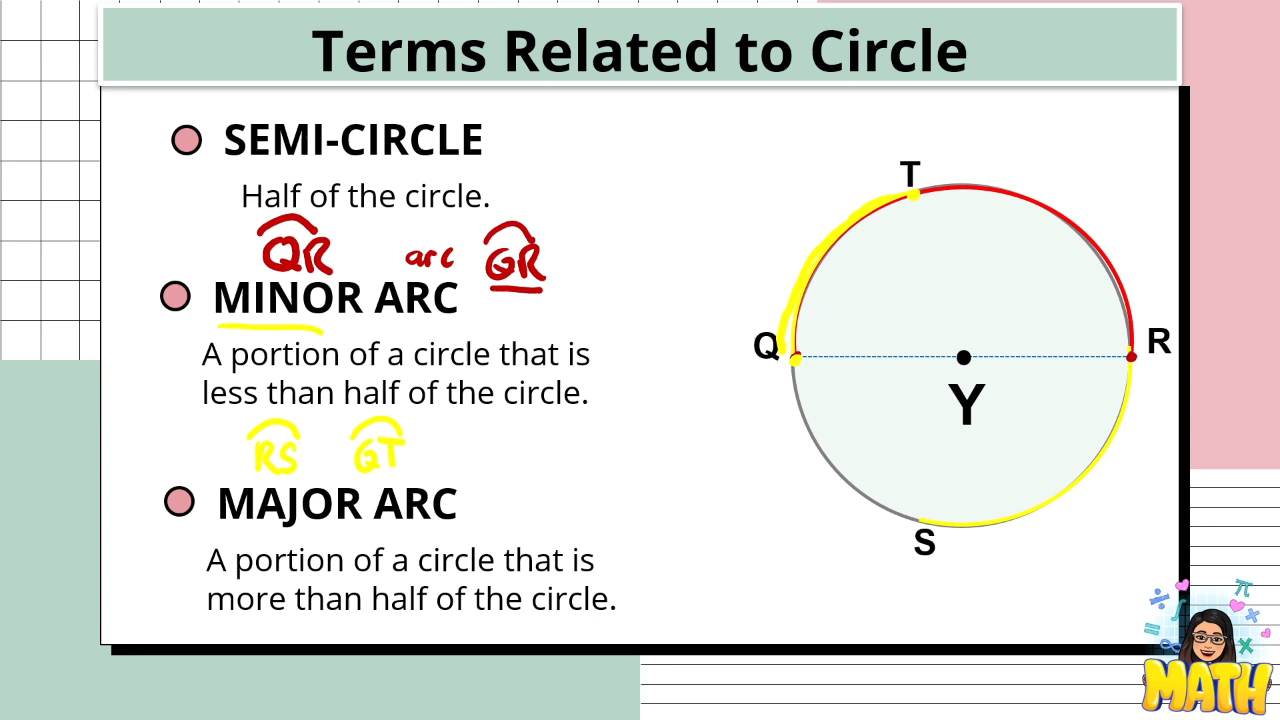 Terms Related to Circle
SEMI-CIRCLE
Half of the circle.
QR arc QR
MINOR ARC
A portion of a circle that is
less than half of the circle.
RS QT
MAJOR ARC
A portion of a circle that is
more than half of the circle.
T
Q
R
Y
S
÷ π
∫
= ×
∞ ×
MATH